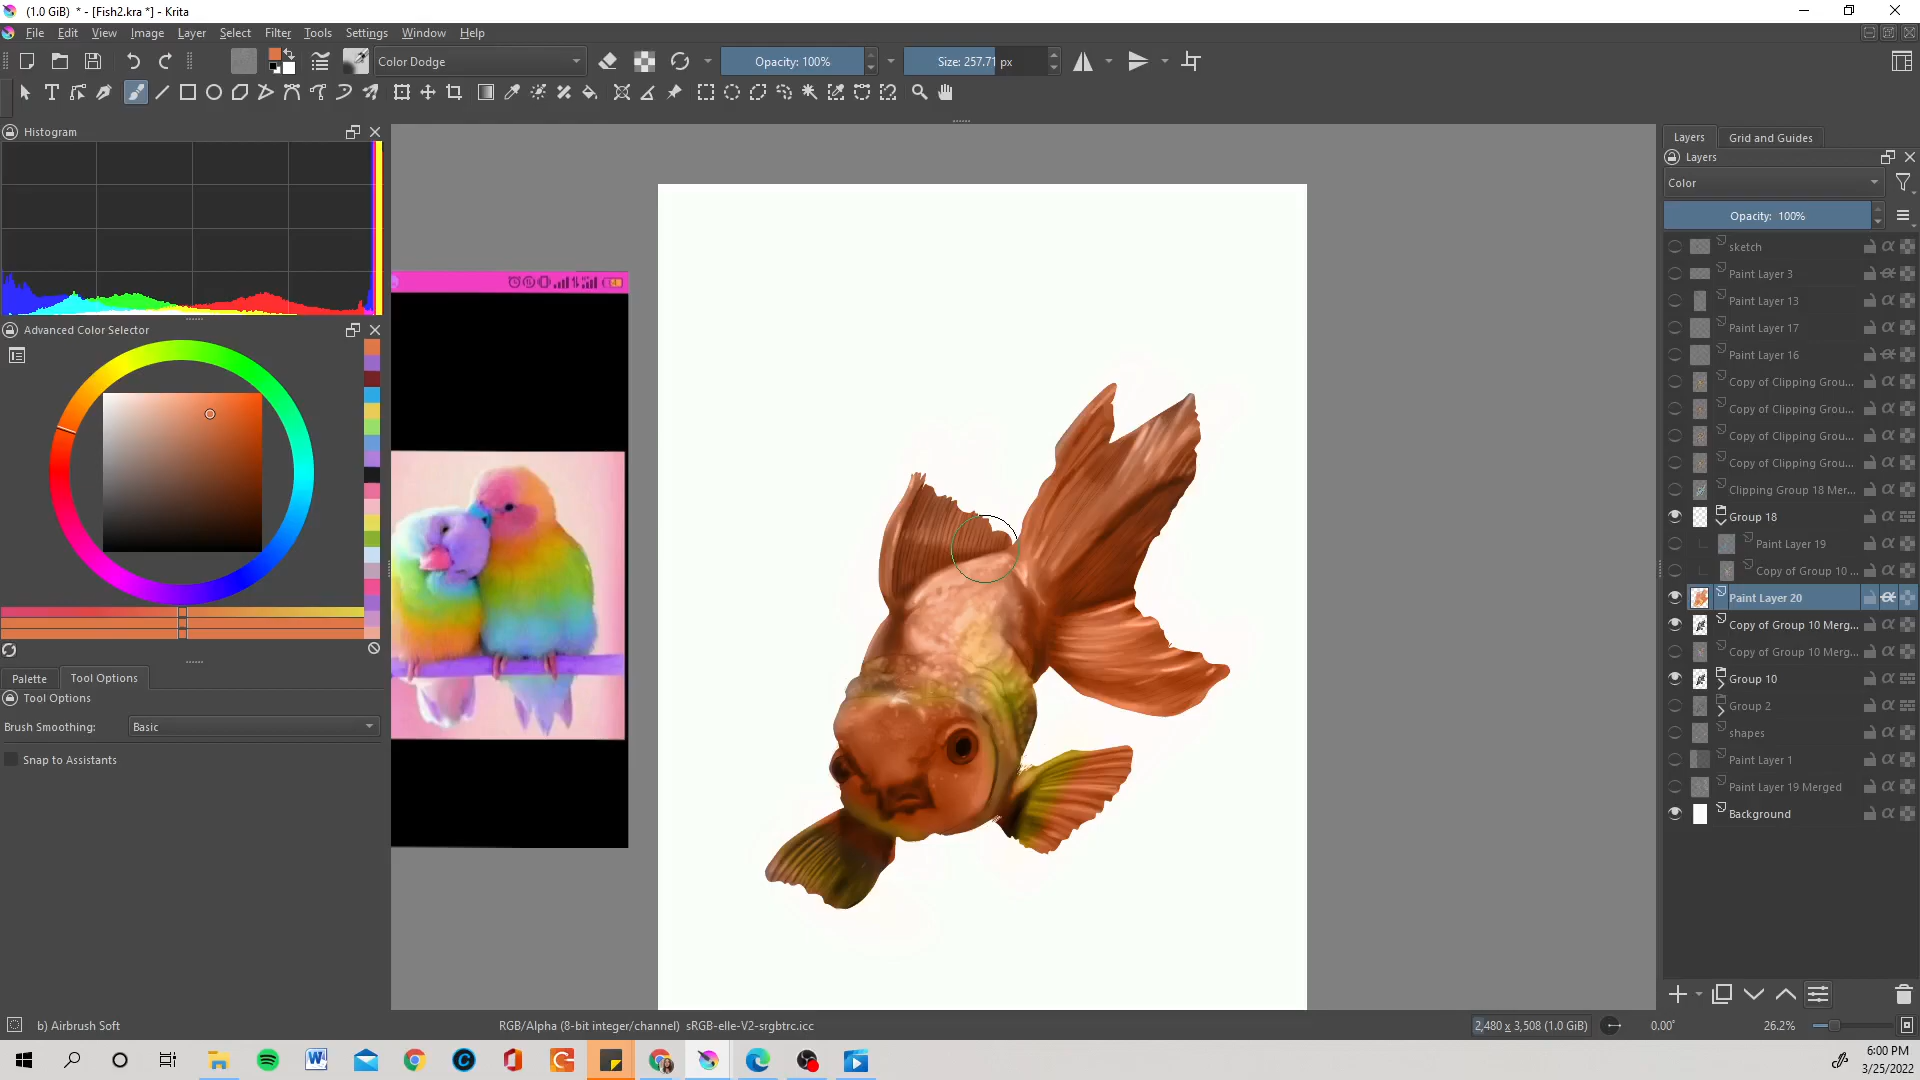 (1.0 GiB)  * - [Fish2.kra *] - Krita
File Edit View Image Layer Select Filter Tools Settings Window Help
Color Dodge
Opacity: 100%
Size: 257.71 px
Histogram
Advanced Color Selector
Palette
Tool Options
Tool Options
Brush Smoothing:
Basic
Snap to Assistants
Layers
Grid and Guides
Layers
Color
Opacity:  100%
sketch
Paint Layer 3
Paint Layer 13
Paint Layer 17
Paint Layer 16
Copy of Clipping Grou...
Copy of Clipping Grou...
Copy of Clipping Grou...
Copy of Clipping Grou...
Clipping Group 18 Mer...
Group 18
Paint Layer 19
Copy of Group 10 ...
Paint Layer 20
Copy of Group 10 Merg...
Copy of Group 10 Merg...
Group 10
Group 2
shapes
Paint Layer 1
Paint Layer 19 Merged
Background
b) Airbrush Soft
RGB/Alpha (8-bit integer/channel)  sRGB-elle-V2-srgbtrc.icc
2,480 x 3,508 (1.0 GiB)
0.00°
26.2%
6:00 PM
3/25/2022